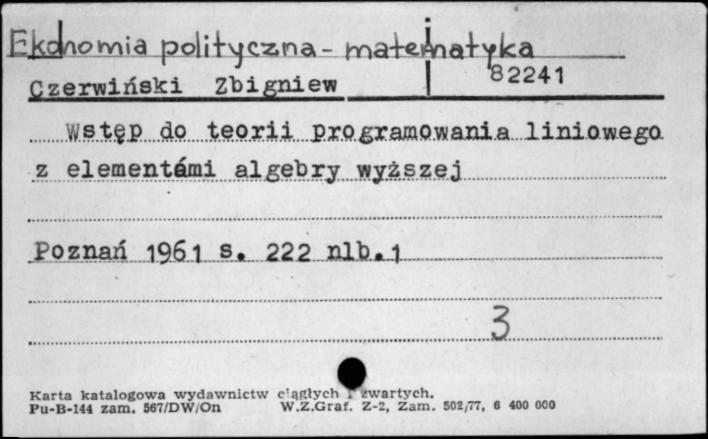 Ekonomia polityczna - matematyka
Czerwiński Zbigniew 82241
Wstęp do teorii programowania liniowego
z elementámi algebry wyższej
Poznań 1961 s. 222 nlb. 1
3
Karta katalogowa wydawnictw ciągłych i zwartych.
Pu-B-144 zam. 567/DW/On W.Z.Graf. Z-2, Zam. 502/77, 6 400 000